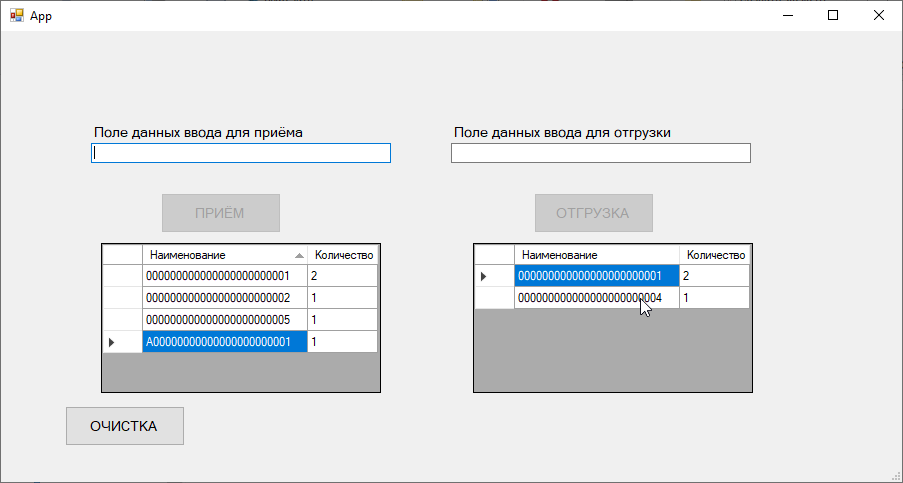 App
Поле данных ввода для приёма
Поле данных ввода для отгрузки
ПРИЁМ
ОТГРУЗКА
Наименование Количество
000000000000000000000001 2
000000000000000000000002 1
000000000000000000000005 1
A00000000000000000000001 1
Наименование Количество
000000000000000000000001 2
000000000000000000000004 1
ОЧИСТКА